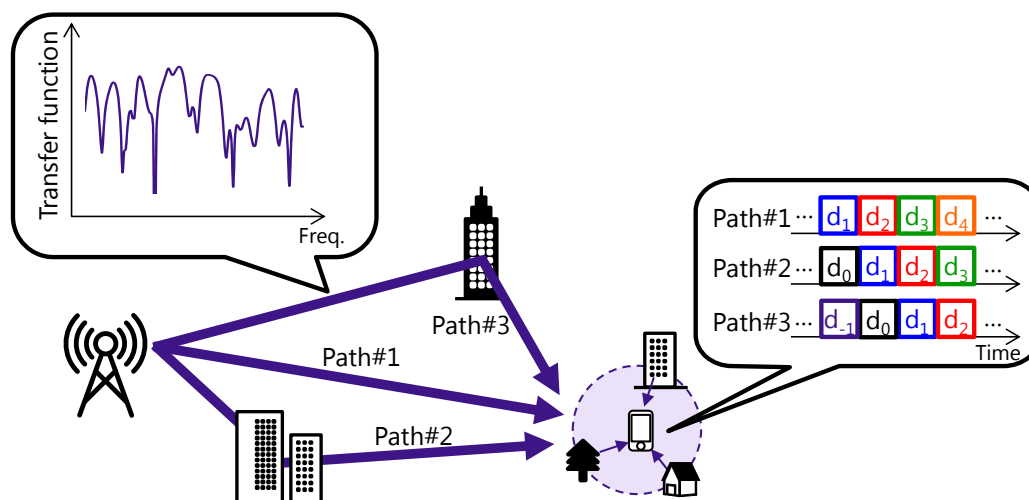 Transfer function
Freq.
Path#3
Path#1
Path#2
Path#1 ··· d₁ d₂ d₃ d₄ ···
Path#2 ··· d₀ d₁ d₂ d₃ ···
Path#3 ··· d₋₁ d₀ d₁ d₂ ···
Time